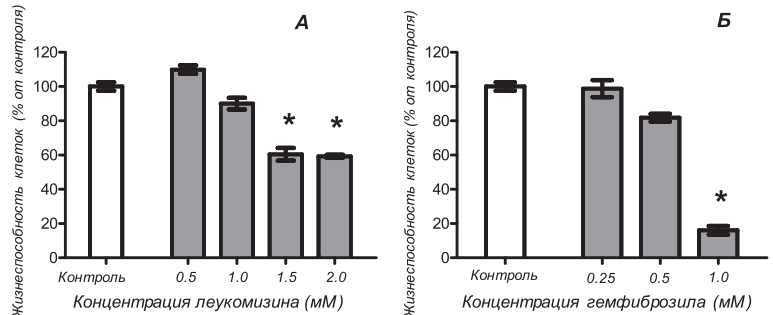 А
Жизнеспособность клеток (% от контроля)
120
100
80
60
40
20
0
* *
Контроль 0.5 1.0 1.5 2.0
Концентрация леукомизина (мМ)
Б
Жизнеспособность клеток (% от контроля)
120
100
80
60
40
20
0
*
Контроль 0.25 0.5 1.0
Концентрация гемфиброзила (мМ)